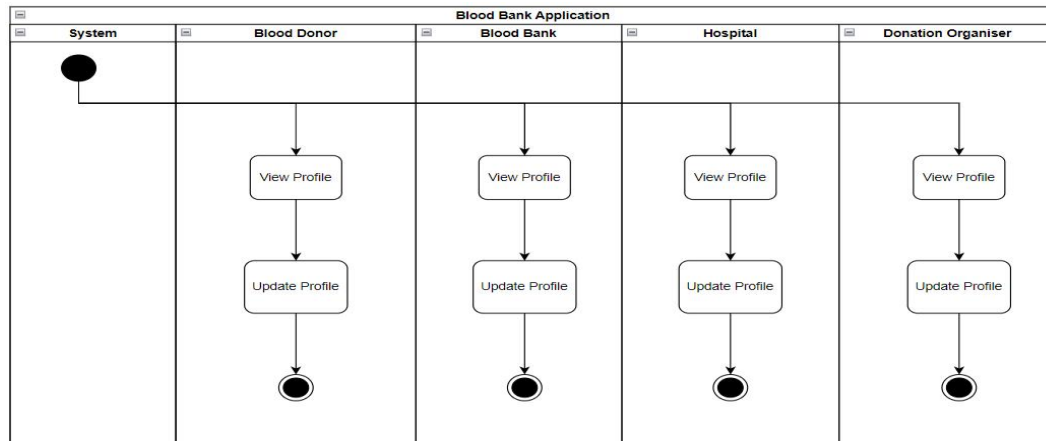 Blood Bank Application
System Blood Donor Blood Bank Hospital Donation Organiser
View Profile View Profile View Profile View Profile
Update Profile Update Profile Update Profile Update Profile